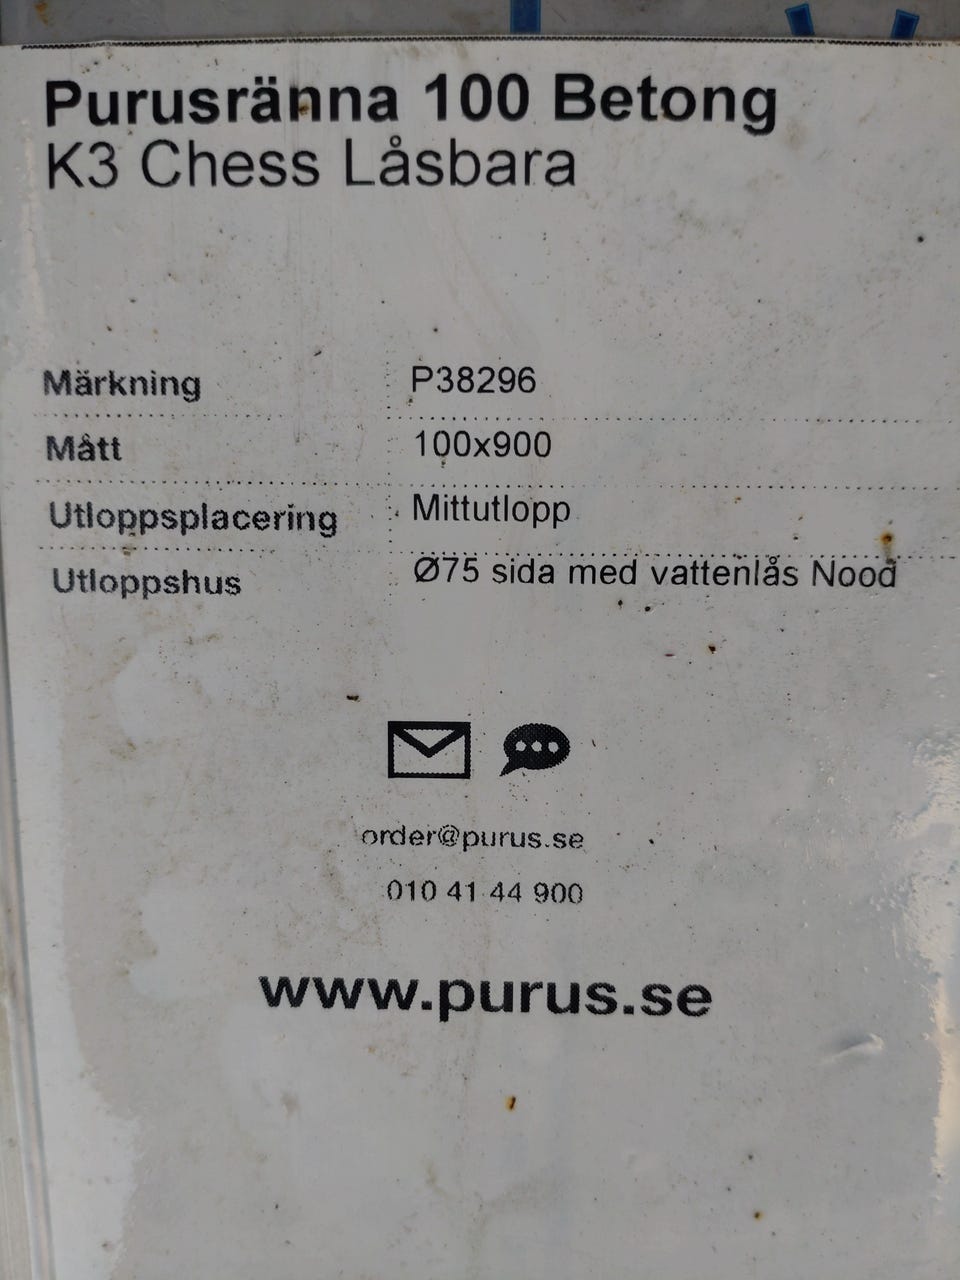 Purusränna 100 Betong
K3 Chess Låsbara
Märkning P38296
Mått 100x900
Utloppsplacering Mittutlopp
Utloppshus Ø75 sida med vattenlås Nood
order@purus.se
010 41 44 900
www.purus.se